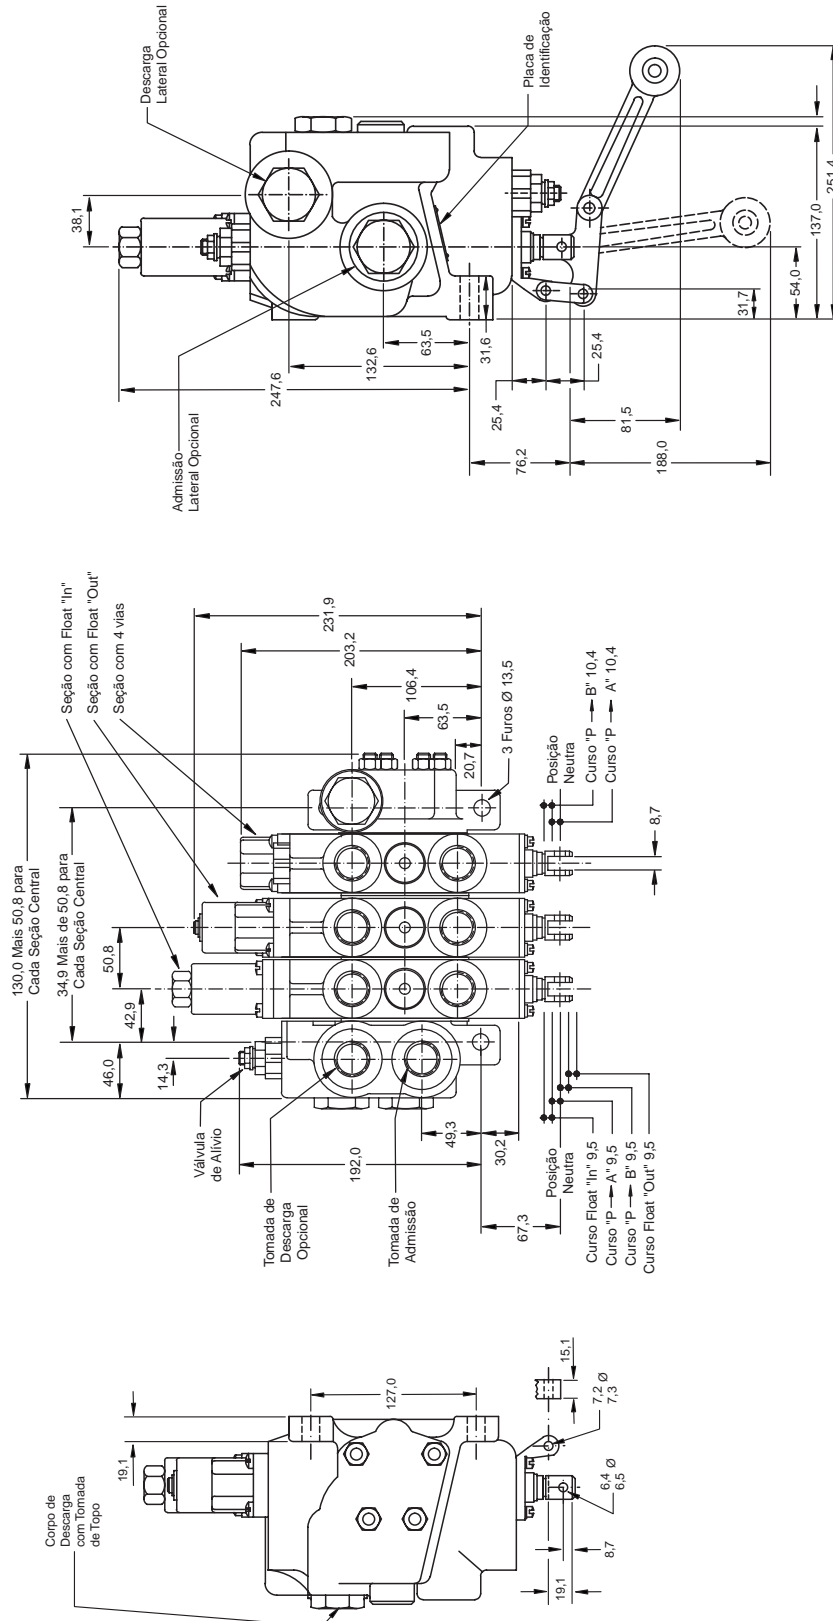 Descarga
Lateral Opcional
38,1
Placa de
Identificação
251,4
137,0
54,0
31,7
31,6
63,5
132,6
247,6
25,4
25,4
81,5
76,2
188,0
Admissão
Lateral Opcional
Seção com Float "In"
Seção com Float "Out"
Seção com 4 vias
130,0 Mais 50,8 para
Cada Seção Central
34,9 Mais de 50,8 para
Cada Seção Central
50,8
42,9
46,0
14,3
231,9
203,2
106,4
63,5
20,7
3 Furos Ø 13,5
Posição
Neutra
Curso "P → B" 10,4
Curso "P → A" 10,4
8,7
Válvula
de Alívio
192,0
49,3
30,2
67,3
Tomada de
Descarga
Opcional
Tomada de
Admissão
Posição
Neutra
Curso Float "In" 9,5
Curso "P → A" 9,5
Curso "P → B" 9,5
Curso Float "Out" 9,5
Corpo de
Descarga
com Tomada
de Topo
19,1
127,0
15,1
7,2 Ø
7,3
6,4 Ø
6,5
8,7
19,1